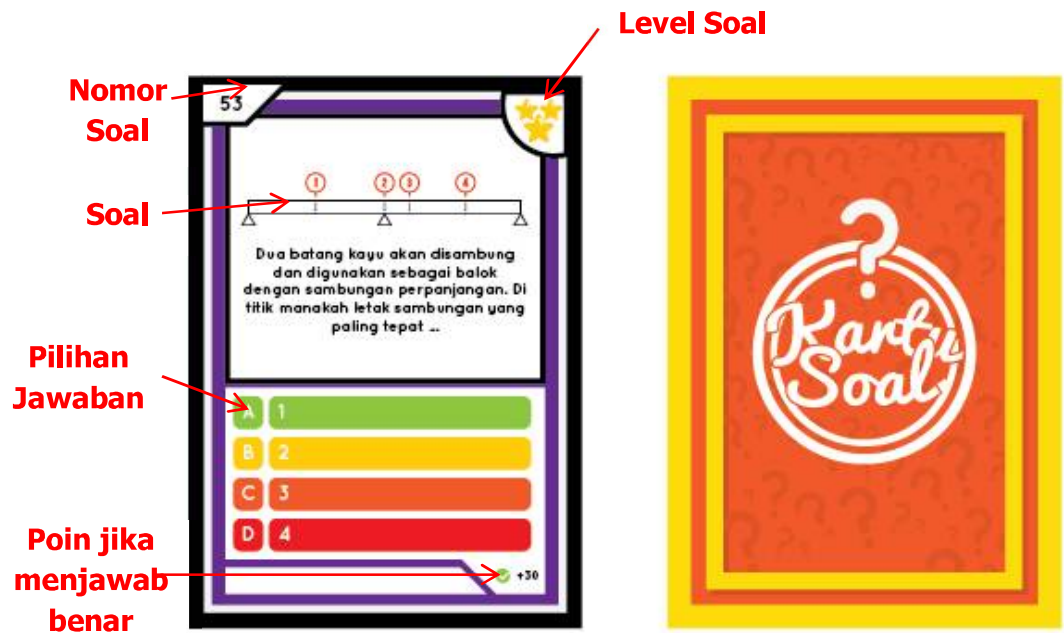 Level Soal
Nomor
Soal
53
1 2 3 4
Soal
Dua batang kayu akan disambung
dan digunakan sebagai balok
dengan sambungan perpanjangan. Di
titik manakah letak sambungan yang
paling tepat ...
Pilihan
Jawaban
A 1
B 2
C 3
D 4
Poin jika
menjawab
benar
+30
?
Kartu
Soal